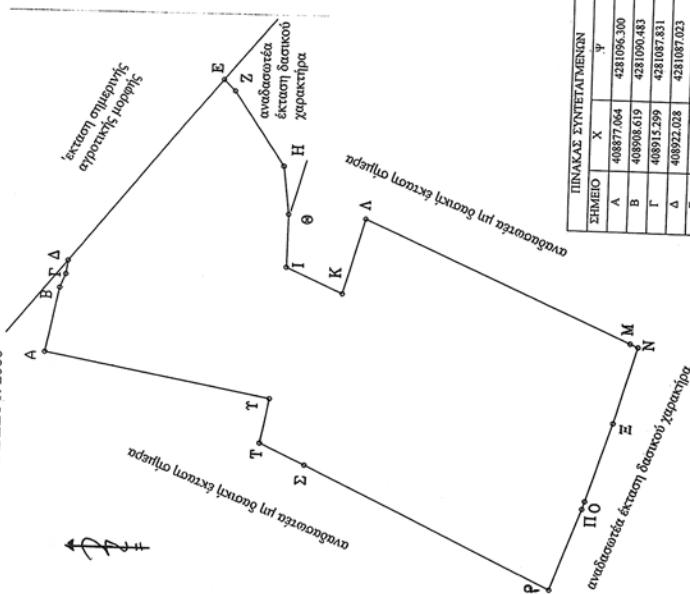 Α
Β
Γ
Δ
Ε
Ζ
Η
Θ
Ι
Κ
Λ
Μ
Ν
Ξ
Ο
Π
Ρ
Σ
Τ
Υ
έκταση σημερινής
αγροτικής μορφής
αναδασωτέα
έκταση δασικού
χαρακτήρα
αναδασωτέα μη δασική έκταση σήμερα
αναδασωτέα μη δασική έκταση σήμερα
αναδασωτέα έκταση δασικού χαρακτήρα
ΠΙΝΑΚΑΣ ΣΥΝΤΕΤΑΓΜΕΝΩΝ
ΣΗΜΕΙΟ Χ Ψ
Α 408877.064 4281096.300
Β 408908.619 4281090.483
Γ 408915.299 4281087.831
Δ 408922.028 4281087.023